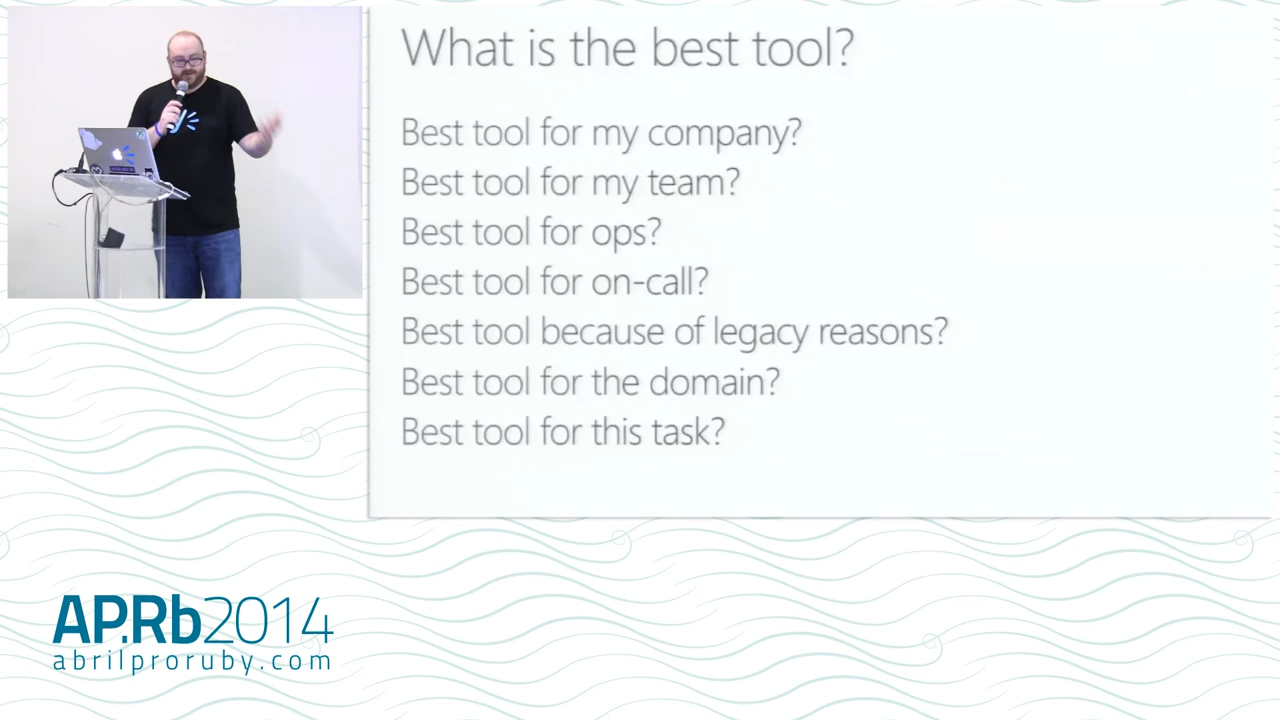 What is the best tool?
Best tool for my company?
Best tool for my team?
Best tool for ops?
Best tool for on-call?
Best tool because of legacy reasons?
Best tool for the domain?
Best tool for this task?
AP.Rb2014
abrilproruby.com